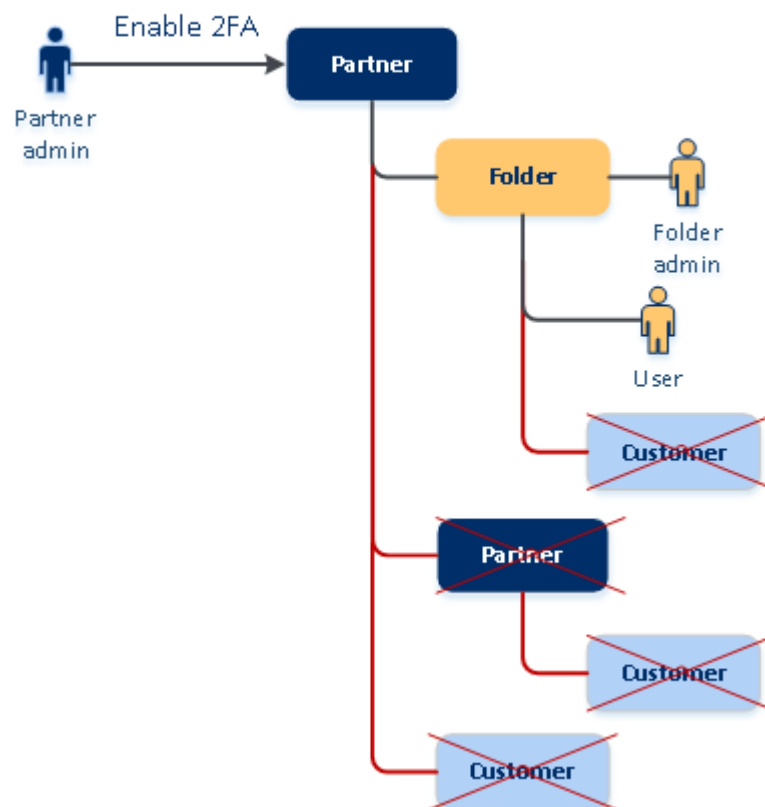 Enable 2FA
Partner
Partner
admin
Folder
Folder
admin
User
Customer
Partner
Customer
Customer